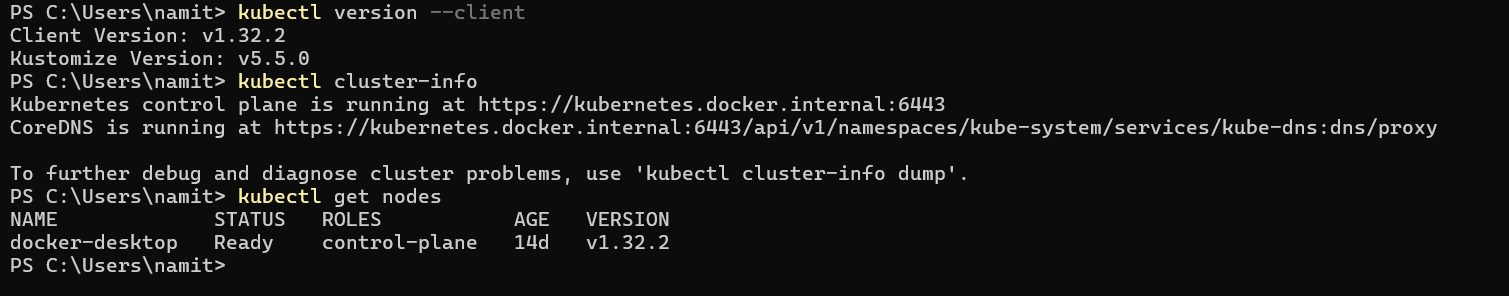 PS C:\Users\namit> kubectl version --client
Client Version: v1.32.2
Kustomize Version: v5.5.0
PS C:\Users\namit> kubectl cluster-info
Kubernetes control plane is running at https://kubernetes.docker.internal:6443
CoreDNS is running at https://kubernetes.docker.internal:6443/api/v1/namespaces/kube-system/services/kube-dns:dns/proxy

To further debug and diagnose cluster problems, use 'kubectl cluster-info dump'.
PS C:\Users\namit> kubectl get nodes
NAME             STATUS   ROLES           AGE   VERSION
docker-desktop   Ready    control-plane   14d   v1.32.2
PS C:\Users\namit>